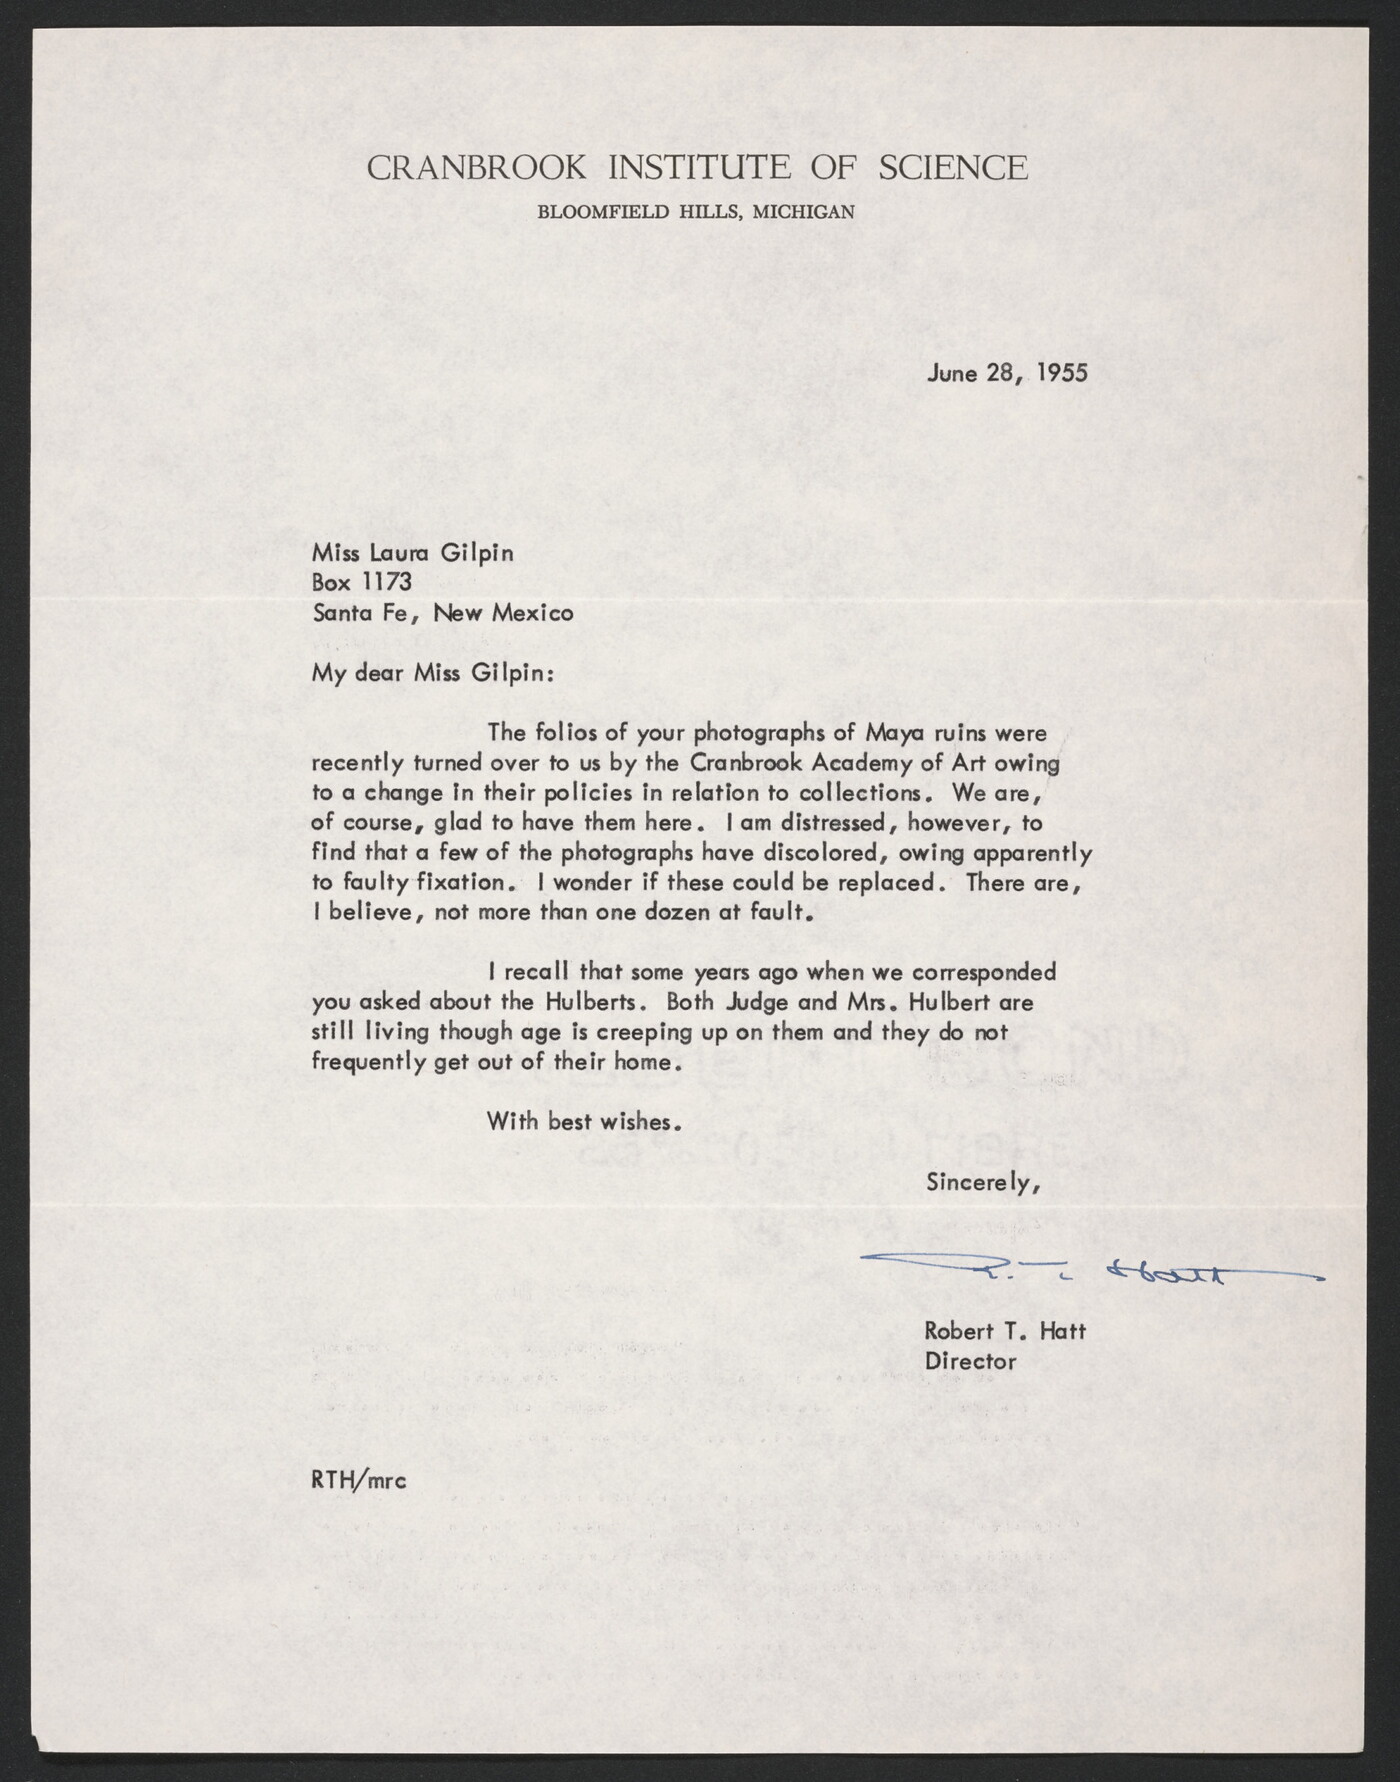 CRANBROOK INSTITUTE OF SCIENCE
BLOOMFIELD HILLS, MICHIGAN
June 28, 1955
Miss Laura Gilpin
Box 1173
Santa Fe, New Mexico
My dear Miss Gilpin:
The folios of your photographs of Maya ruins were
recently turned over to us by the Cranbrook Academy of Art owing
to a change in their policies in relation to collections. We are,
of course, glad to have them here. I am distressed, however, to
find that a few of the photographs have discolored, owing apparently
to faulty fixation. I wonder if these could be replaced. There are,
I believe, not more than one dozen at fault.
I recall that some years ago when we corresponded
you asked about the Hulberts. Both Judge and Mrs. Hulbert are
still living though age is creeping up on them and they do not
frequently get out of their home.
With best wishes.
Sincerely,
R. T. Hatt
Robert T. Hatt
Director
RTH/mrc